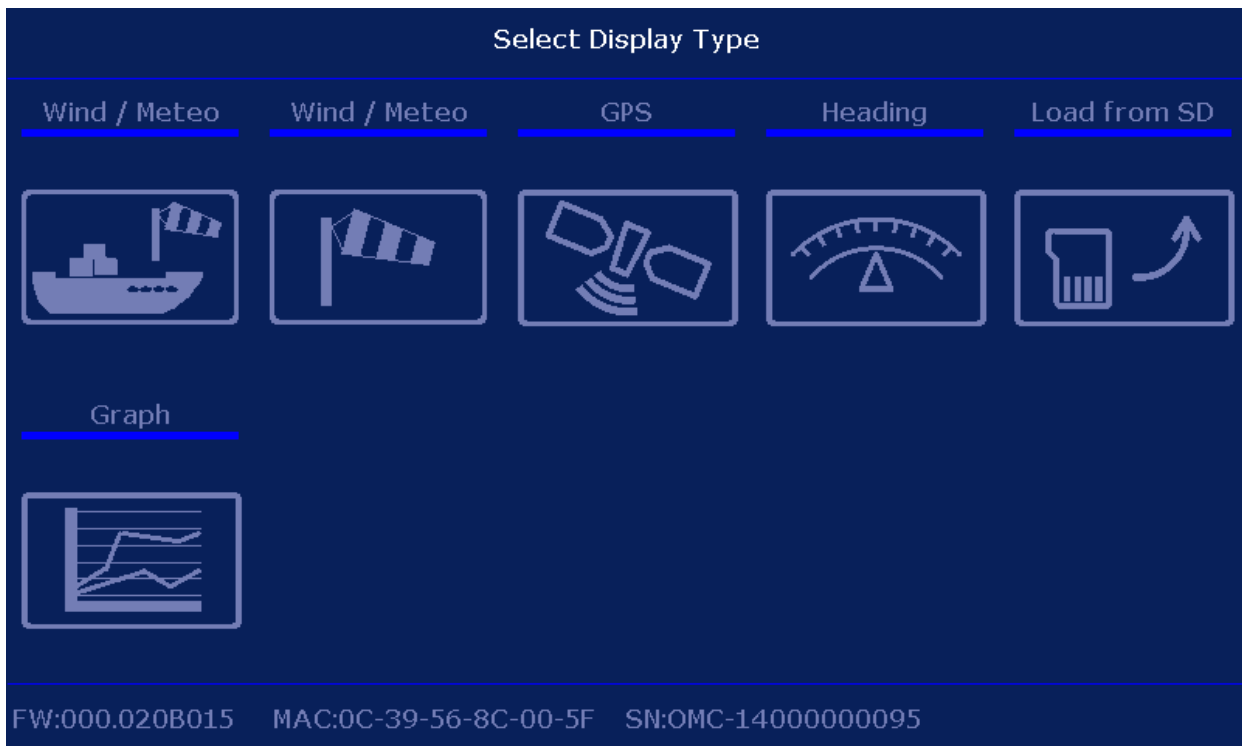 Select Display Type
Wind / Meteo Wind / Meteo GPS Heading Load from SD
Graph
FW:000.020B015 MAC:0C-39-56-8C-00-5F SN:OMC-14000000095